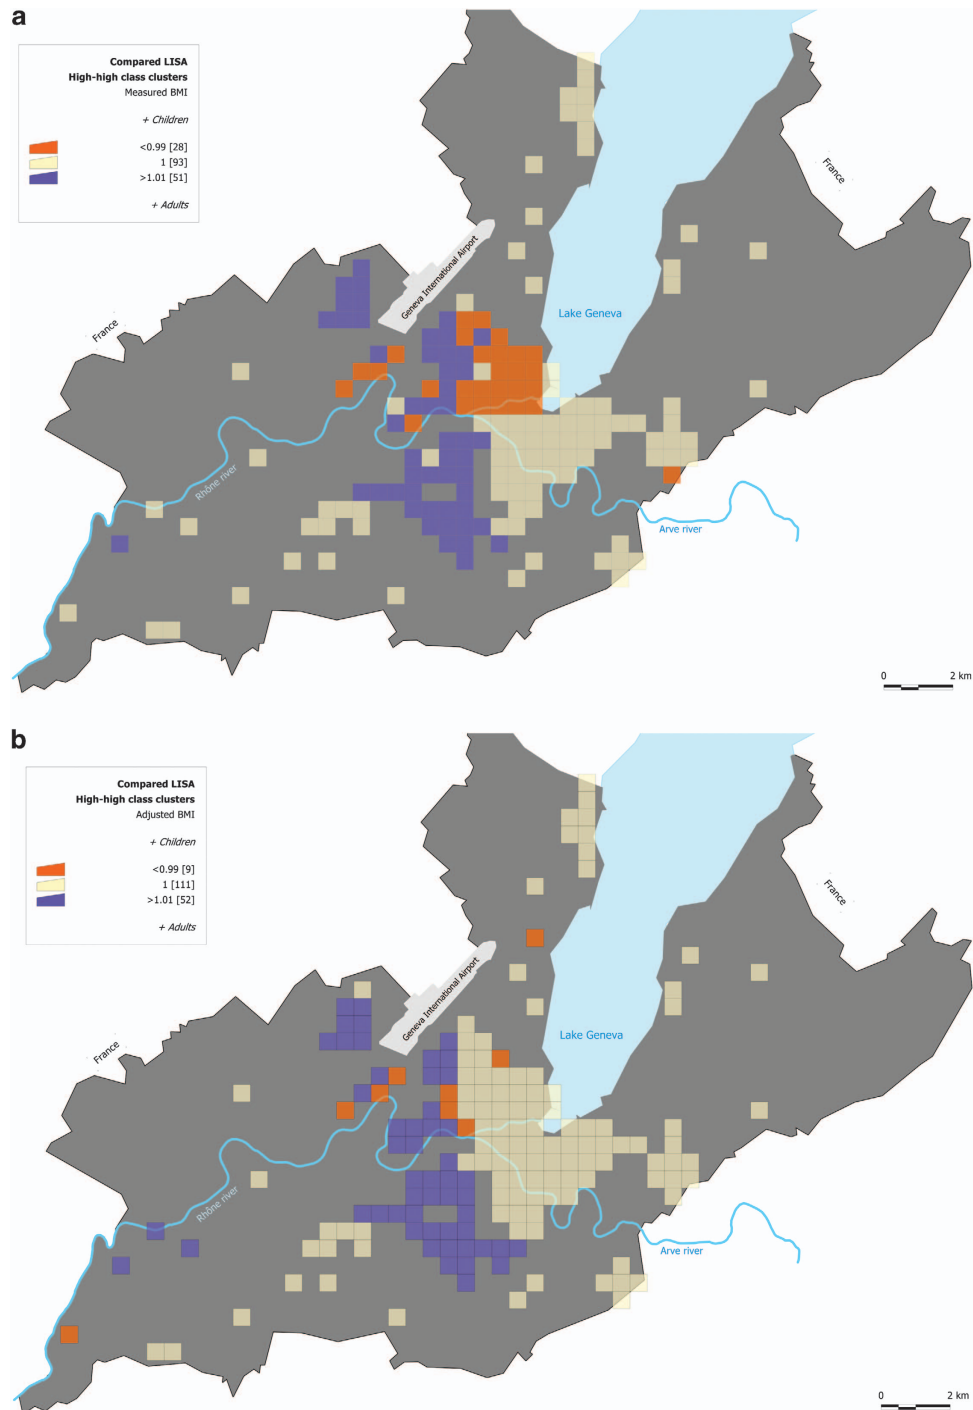 a
Compared LISA
High-high class clusters
Measured BMI
+ Children
<0.99 [28]
1 [93]
>1.01 [51]
+ Adults
France
Geneva International Airport
Lake Geneva
France
Rhône river
Arve river
0 2 km
b
Compared LISA
High-high class clusters
Adjusted BMI
+ Children
<0.99 [9]
1 [111]
>1.01 [52]
+ Adults
France
Geneva International Airport
Lake Geneva
France
Rhône river
Arve river
0 2 km